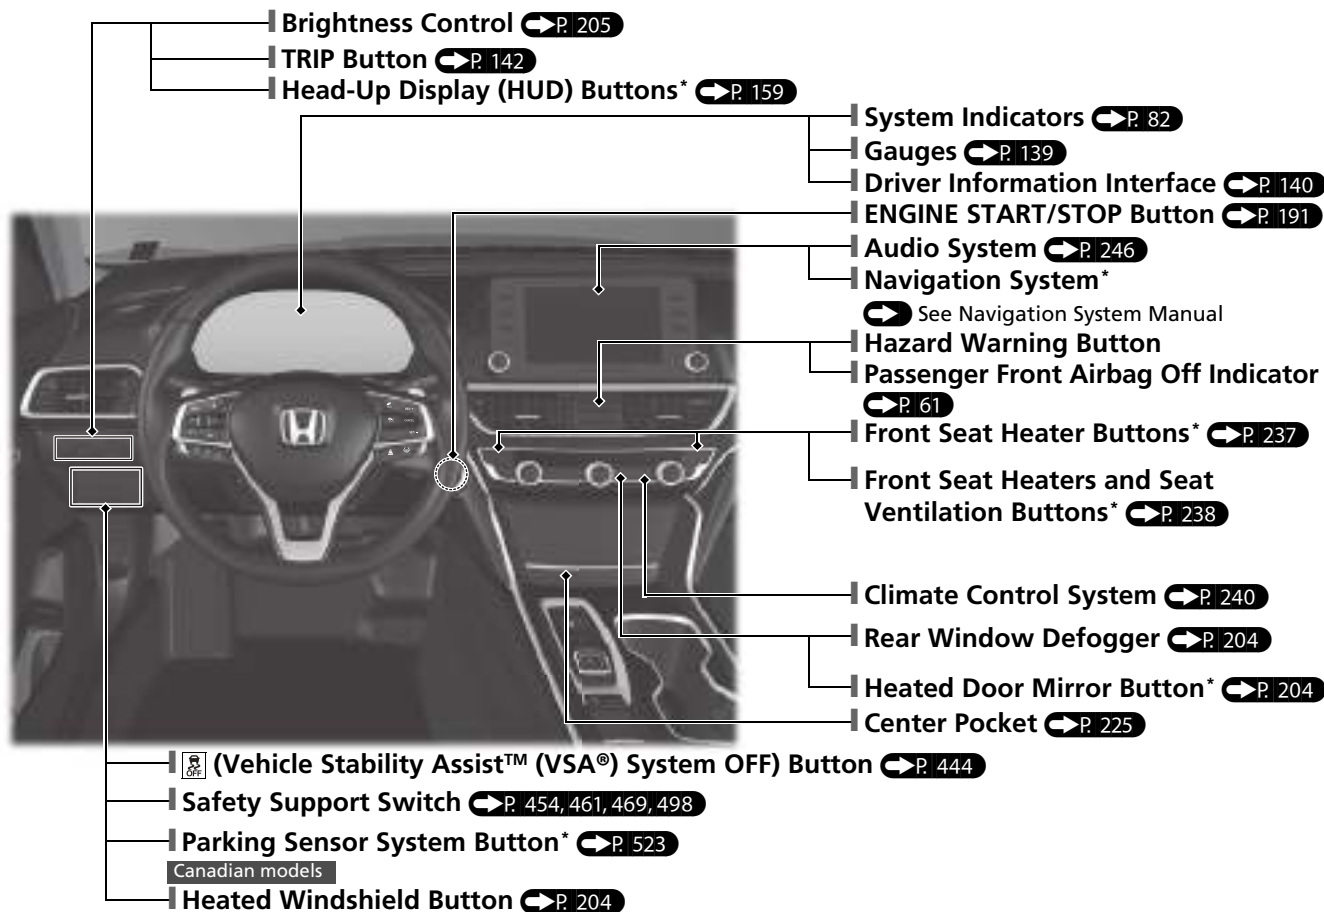 Brightness Control P. 205
TRIP Button P. 142
Head-Up Display (HUD) Buttons* P. 159
System Indicators P. 82
Gauges P. 139
Driver Information Interface P. 140
ENGINE START/STOP Button P. 191
Audio System P. 246
Navigation System*
See Navigation System Manual
Hazard Warning Button
Passenger Front Airbag Off Indicator
P. 61
Front Seat Heater Buttons* P. 237
Front Seat Heaters and Seat
Ventilation Buttons* P. 238
Climate Control System P. 240
Rear Window Defogger P. 204
Heated Door Mirror Button* P. 204
Center Pocket P. 225
OFF (Vehicle Stability Assist™ (VSA®) System OFF) Button P. 444
Safety Support Switch P. 454, 461, 469, 498
Parking Sensor System Button* P. 523
Canadian models
Heated Windshield Button P. 204